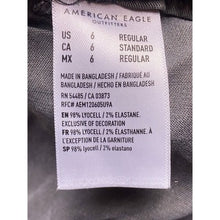 AMERICAN EAGLE
OUTFITTERS
US 6 REGULAR
CA 6 STANDARD
MX 6 REGULAR
MADE IN BANGLADESH / FABRIQUÉ AU
BANGLADESH / HECHO EN BANGLADESH
RN 54485 / CA 03873
RFC# AEM120605U9A
EN 98% LYOCELL / 2% ELASTANE.
EXCLUSIVE OF DECORATION
FR 98% LYOCELL / 2% ÉLASTHANNE.
À L'EXCEPTION DE LA GARNITURE
SP 98% lyocell / 2% elastano